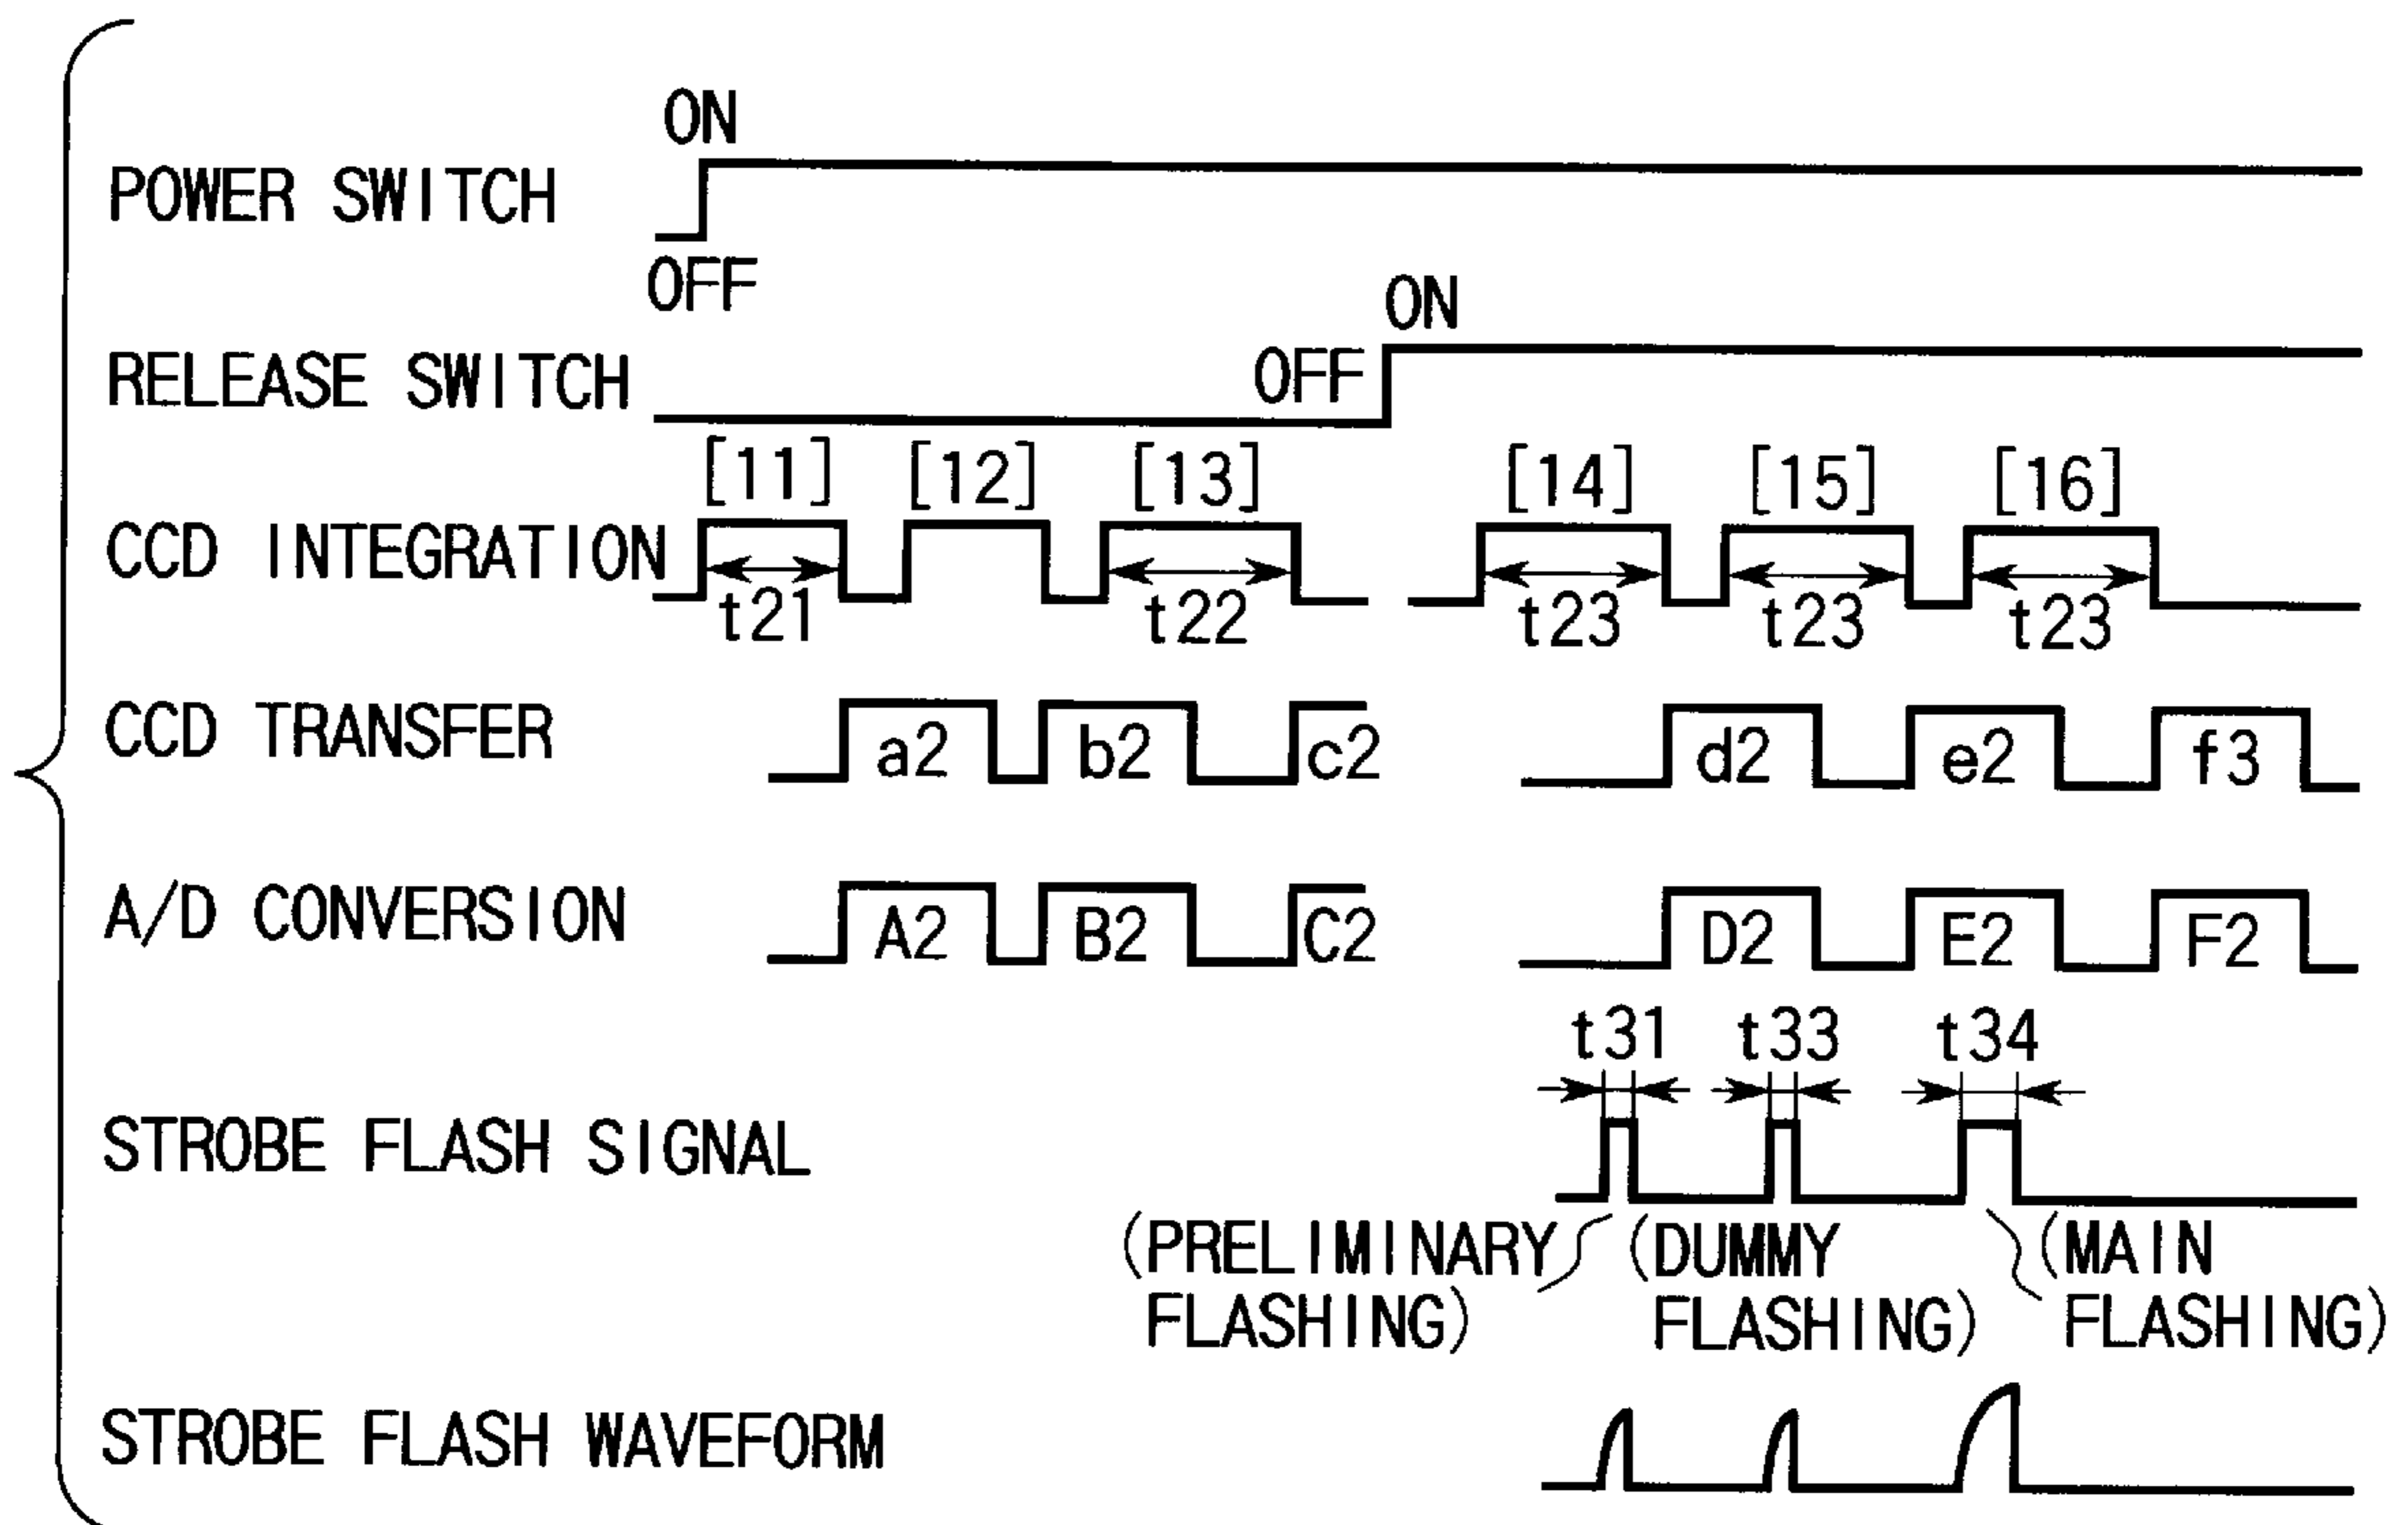 ON
POWER SWITCH
OFF
ON
RELEASE SWITCH OFF
[11] [12] [13] [14] [15] [16]
CCD INTEGRATION
t21 t22 t23 t23 t23
CCD TRANSFER a2 b2 c2 d2 e2 f3
A/D CONVERSION A2 B2 C2 D2 E2 F2
t31 t33 t34
STROBE FLASH SIGNAL
(PRELIMINARY FLASHING)
(DUMMY FLASHING)
(MAIN FLASHING)
STROBE FLASH WAVEFORM